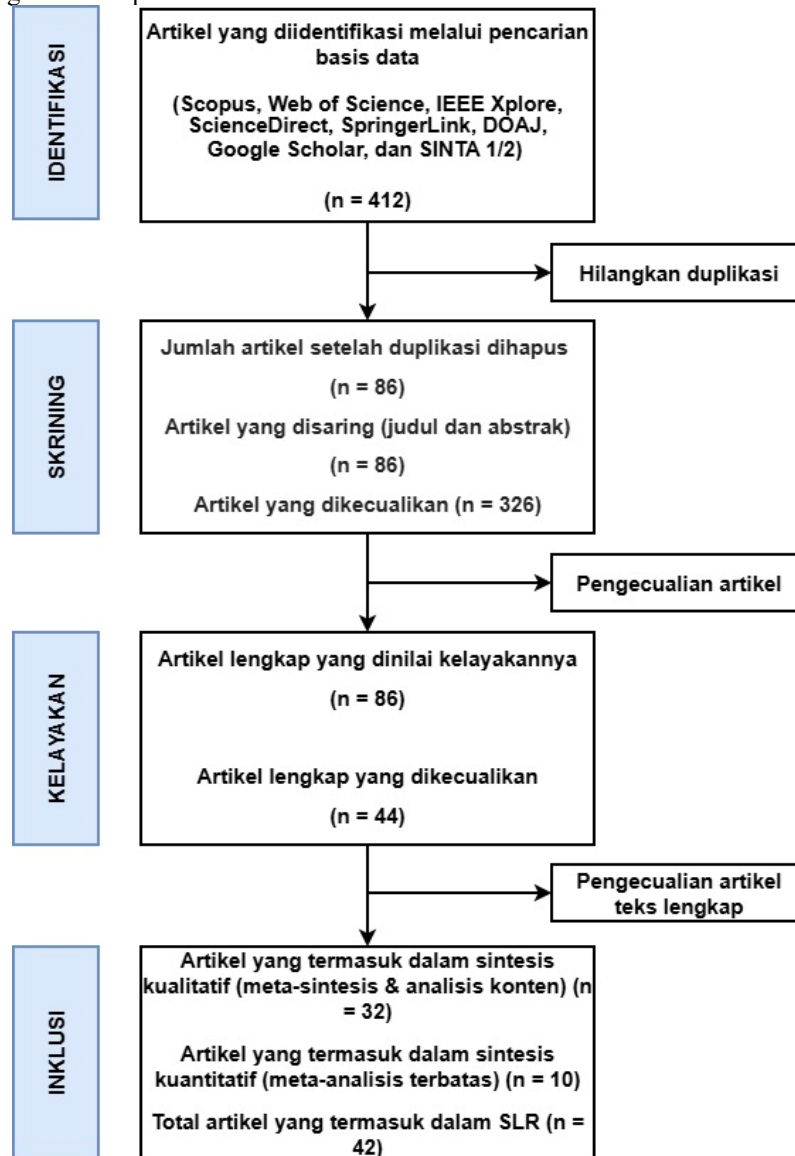 IDENTIFIKASI
Artikel yang diidentifikasi melalui pencarian
basis data
(Scopus, Web of Science, IEEE Xplore,
ScienceDirect, SpringerLink, DOAJ,
Google Scholar, dan SINTA 1/2)
(n = 412)
Hilangkan duplikasi
SKRINING
Jumlah artikel setelah duplikasi dihapus
(n = 86)
Artikel yang disaring (judul dan abstrak)
(n = 86)
Artikel yang dikecualikan (n = 326)
Pengecualian artikel
KELAYAKAN
Artikel lengkap yang dinilai kelayakannya
(n = 86)
Artikel lengkap yang dikecualikan
(n = 44)
Pengecualian artikel
teks lengkap
INKLUSI
Artikel yang termasuk dalam sintesis
kualitatif (meta-sintesis & analisis konten) (n
= 32)
Artikel yang termasuk dalam sintesis
kuantitatif (meta-analisis terbatas) (n = 10)
Total artikel yang termasuk dalam SLR (n =
42)